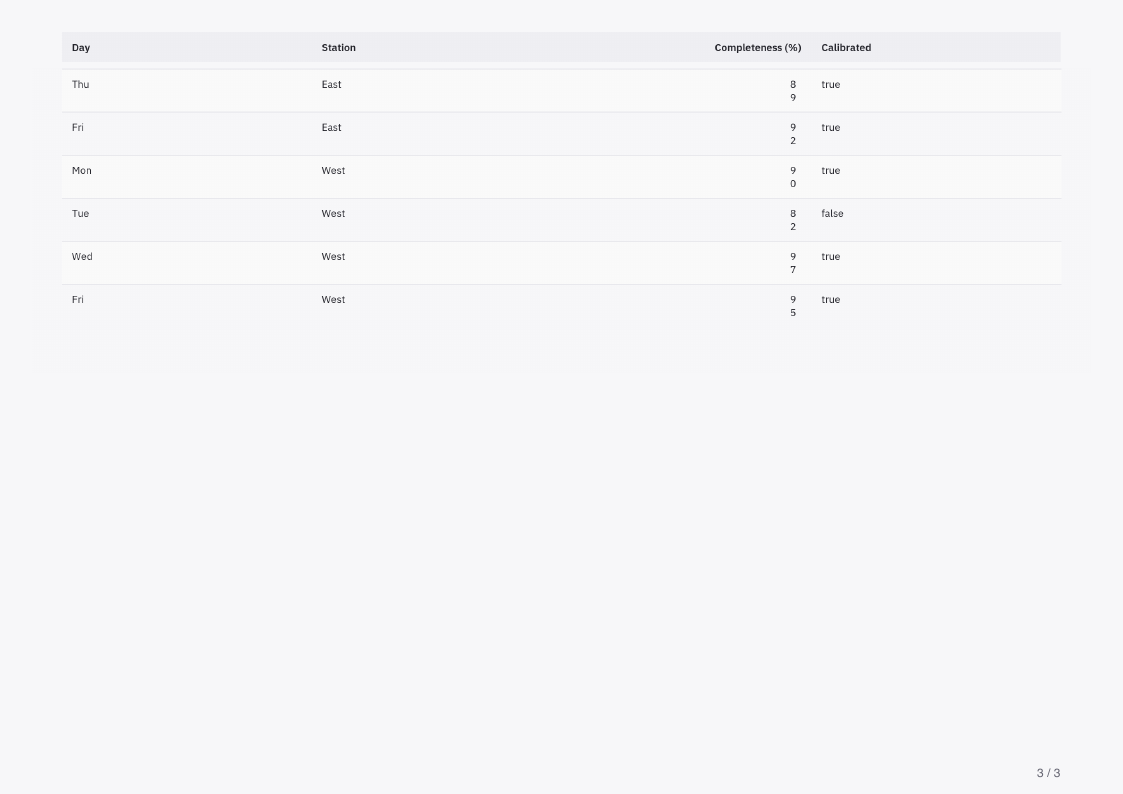 Day Station Completeness (%) Calibrated
Thu East 8 true
9
Fri East 9 true
2
Mon West 9 true
0
Tue West 8 false
2
Wed West 9 true
7
Fri West 9 true
5
3 / 3